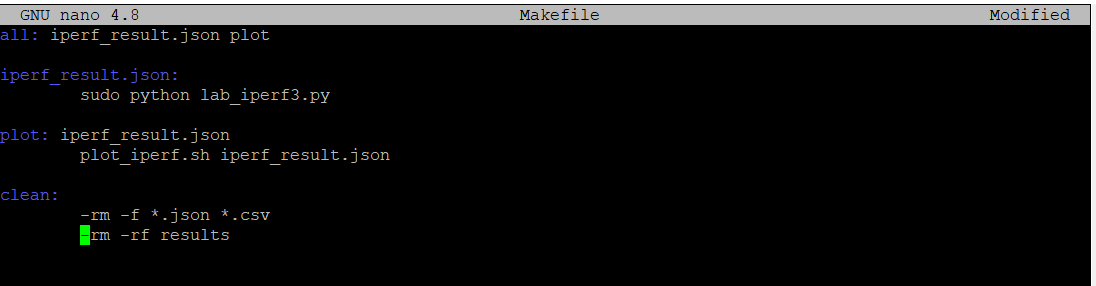 GNU nano 4.8 Makefile Modified
all: iperf_result.json plot
iperf_result.json:
sudo python lab_iperf3.py
plot: iperf_result.json
plot_iperf.sh iperf_result.json
clean:
-rm -f *.json *.csv
-rm -rf results